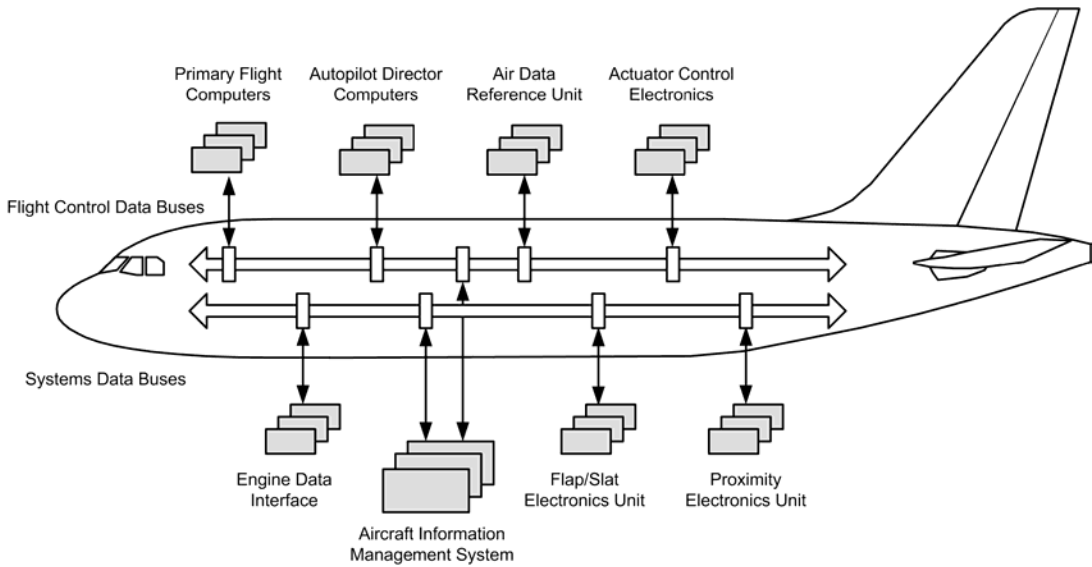 Primary Flight
Computers
Autopilot Director
Computers
Air Data
Reference Unit
Actuator Control
Electronics
Flight Control Data Buses
Systems Data Buses
Engine Data
Interface
Aircraft Information
Management System
Flap/Slat
Electronics Unit
Proximity
Electronics Unit